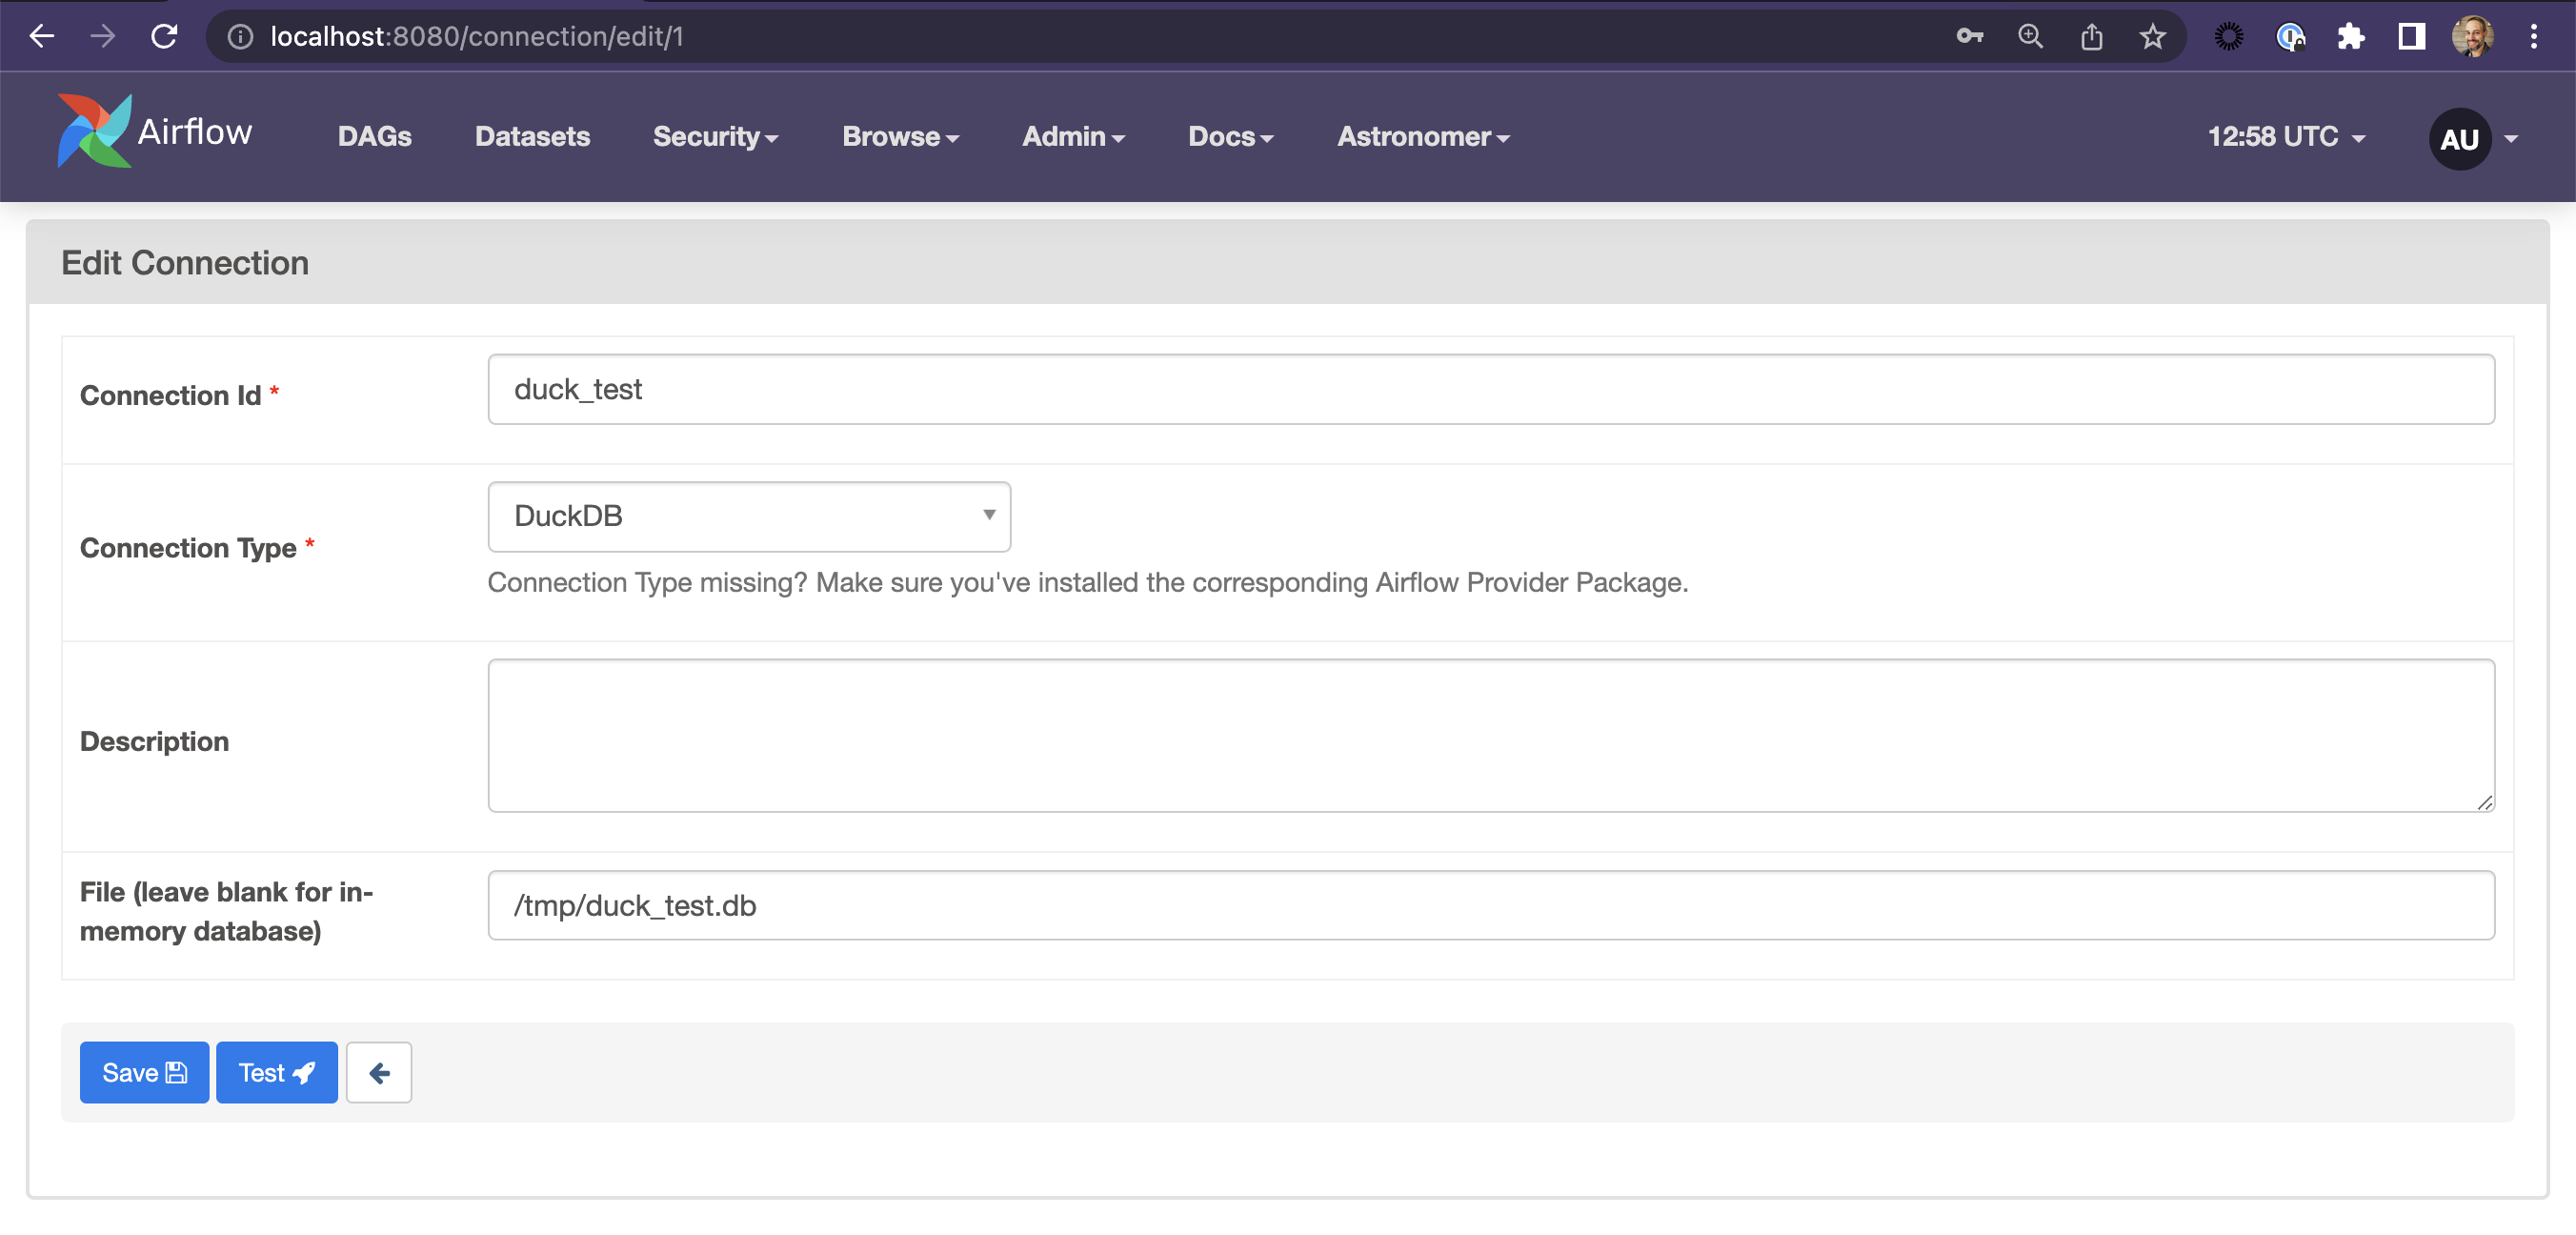 localhost:8080/connection/edit/1
Airflow DAGs Datasets Security Browse Admin Docs Astronomer 12:58 UTC AU
Edit Connection
Connection Id * duck_test
Connection Type * DuckDB
Connection Type missing? Make sure you've installed the corresponding Airflow Provider Package.
Description
File (leave blank for in-
memory database) /tmp/duck_test.db
Save Test